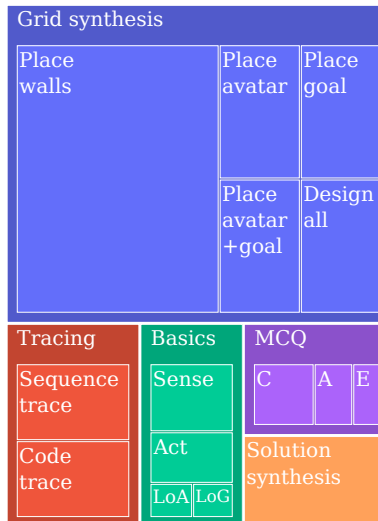 Grid synthesis
Place
walls
Place
avatar
Place
goal
Place
avatar
+goal
Design
all
Tracing
Sequence
trace
Code
trace
Basics
Sense
Act
LoA
LoG
MCQ
C
A
E
Solution
synthesis